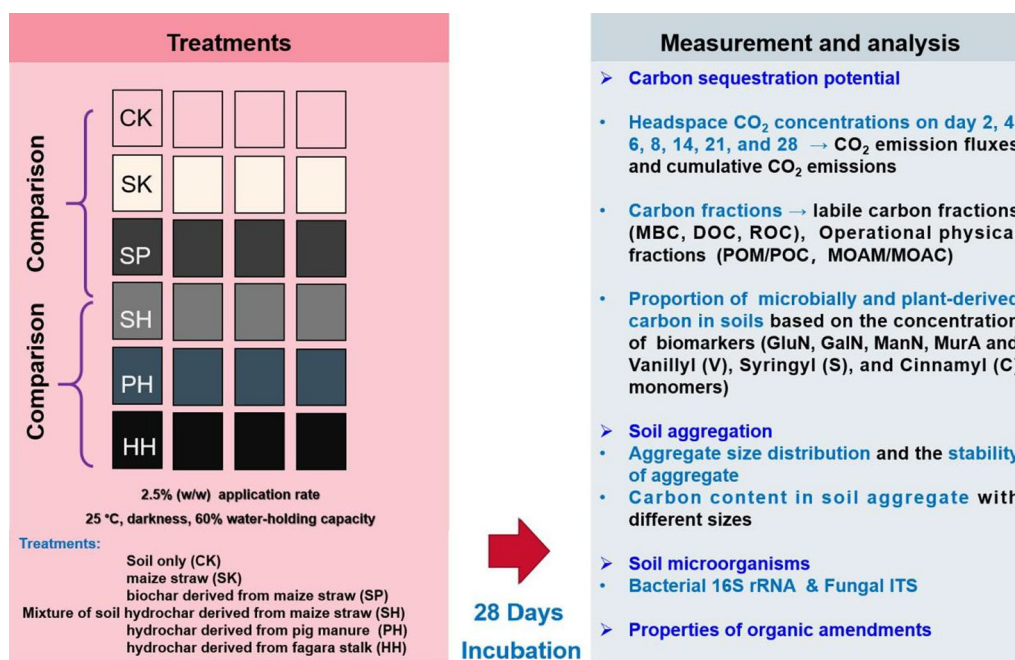 Treatments
Comparison
Comparison
CK
SK
SP
SH
PH
HH
2.5% (w/w) application rate
25 °C, darkness, 60% water-holding capacity
Treatments:
Soil only (CK)
maize straw (SK)
biochar derived from maize straw (SP)
Mixture of soil hydrochar derived from maize straw (SH)
hydrochar derived from pig manure (PH)
hydrochar derived from fagara stalk (HH)
28 Days
Incubation
Measurement and analysis
➤ Carbon sequestration potential
• Headspace CO₂ concentrations on day 2, 4,
6, 8, 14, 21, and 28 → CO₂ emission fluxes
and cumulative CO₂ emissions
• Carbon fractions → labile carbon fractions
(MBC, DOC, ROC), Operational physica
fractions (POM/POC, MOAM/MOAC)
• Proportion of microbially and plant-derived
carbon in soils based on the concentration
of biomarkers (GluN, GalN, ManN, MurA and
Vanillyl (V), Syringyl (S), and Cinnamyl (C)
monomers)
➤ Soil aggregation
• Aggregate size distribution and the stability
of aggregate
• Carbon content in soil aggregate with
different sizes
➤ Soil microorganisms
• Bacterial 16S rRNA & Fungal ITS
➤ Properties of organic amendments